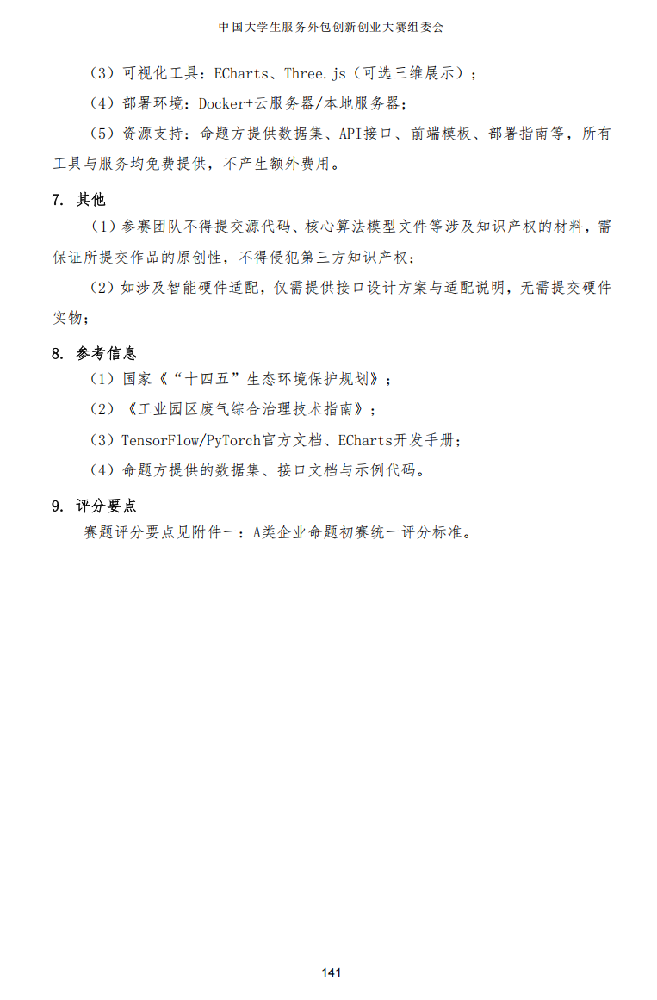 中国大学生服务外包创新创业大赛组委会
（3）可视化工具：ECharts、Three.js（可选三维展示）；
（4）部署环境：Docker+云服务器/本地服务器；
（5）资源支持：命题方提供数据集、API接口、前端模板、部署指南等，所有
工具与服务均免费提供，不产生额外费用。
7. 其他
（1）参赛团队不得提交源代码、核心算法模型文件等涉及知识产权的材料，需
保证所提交作品的原创性，不得侵犯第三方知识产权；
（2）如涉及智能硬件适配，仅需提供接口设计方案与适配说明，无需提交硬件
实物；
8. 参考信息
（1）国家《“十四五”生态环境保护规划》；
（2）《工业园区废气综合治理技术指南》；
（3）TensorFlow/PyTorch官方文档、ECharts开发手册；
（4）命题方提供的数据集、接口文档与示例代码。
9. 评分要点
赛题评分要点见附件一：A类企业命题初赛统一评分标准。
141